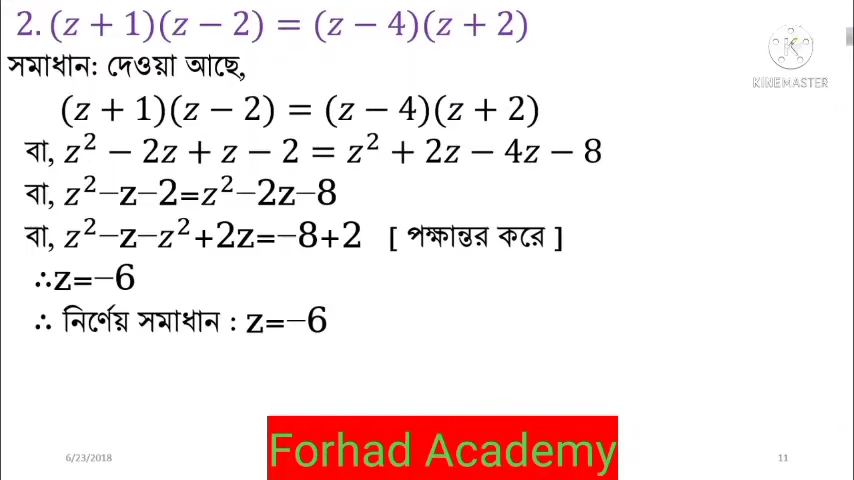 2. (z + 1)(z − 2) = (z − 4)(z + 2)
সমাধান: দেওয়া আছে,
(z + 1)(z − 2) = (z − 4)(z + 2)
বা, z² − 2z + z − 2 = z² + 2z − 4z − 8
বা, z²−z−2=z²−2z−8
বা, z²−z−z²+2z=−8+2 [ পক্ষান্তর করে ]
∴z=−6
∴ নির্ণেয় সমাধান : z=−6
KINEMASTER
Forhad Academy
6/23/2018
11